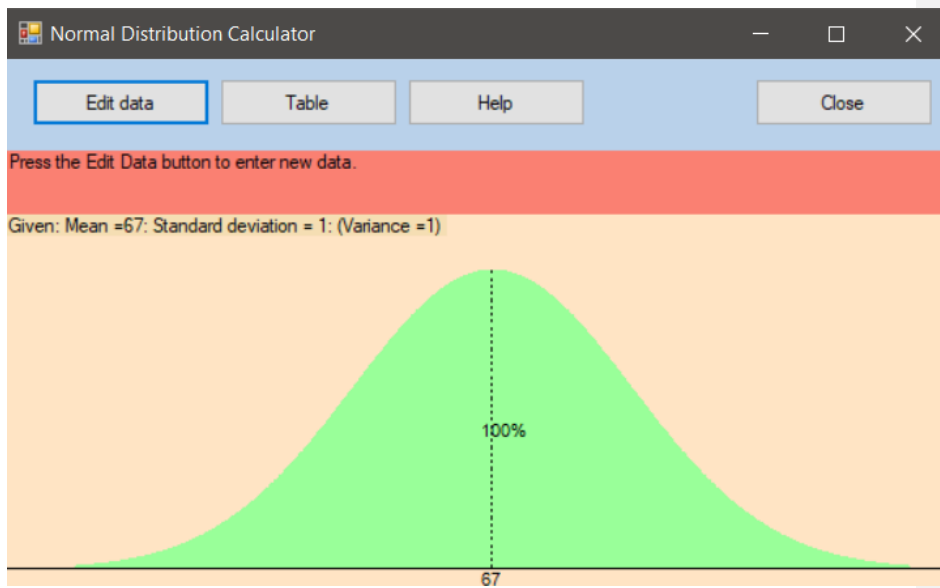 Normal Distribution Calculator
Edit data Table Help Close
Press the Edit Data button to enter new data.
Given: Mean =67: Standard deviation = 1: (Variance =1)
100%
67